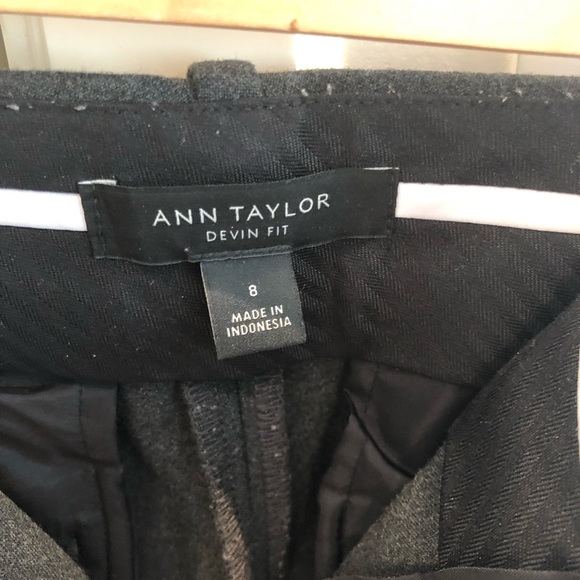 ANN TAYLOR
DEVIN FIT
8
MADE IN
INDONESIA